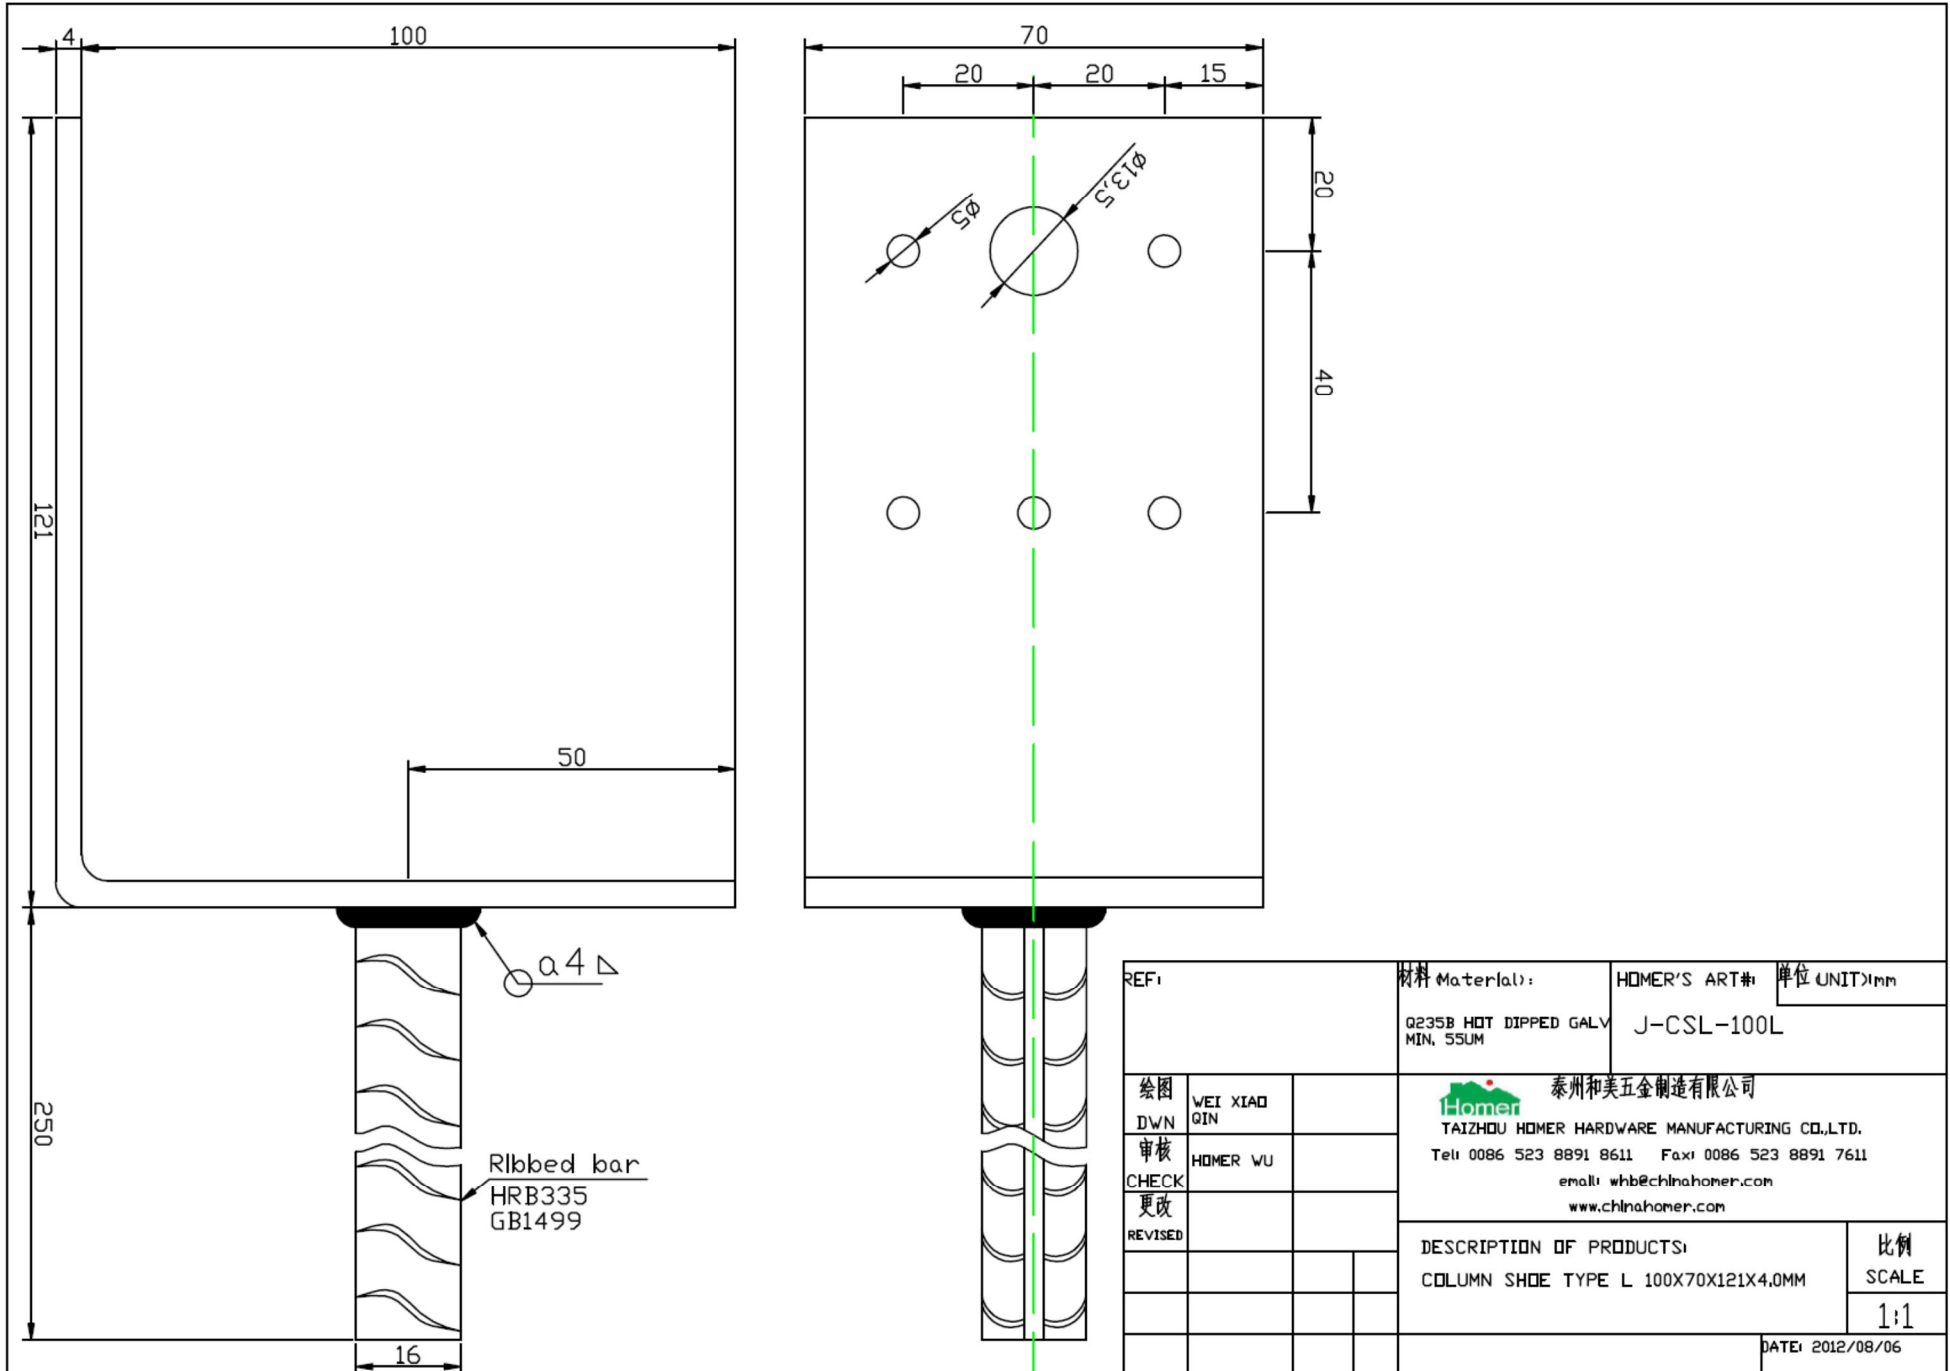 4
100
121
50
250
a4
Ribbed bar
HRB335
GB1499
16
70
20
20
15
ø5
ø13,5
20
40
REF:
材料(Material):
Q235B HOT DIPPED GALV
MIN. 55UM
HOMER'S ART#:
J-CSL-100L
单位(UNIT):mm
绘图
DWN
WEI XIAO
QIN
审核
CHECK
HOMER WU
更改
REVISED
Homer
泰州和美五金制造有限公司
TAIZHOU HOMER HARDWARE MANUFACTURING CO.,LTD.
Tel: 0086 523 8891 8611 Fax: 0086 523 8891 7611
email: whb@chinahomer.com
www.chinahomer.com
DESCRIPTION OF PRODUCTS:
COLUMN SHOE TYPE L 100X70X121X4.0MM
比例
SCALE
1:1
DATE: 2012/08/06